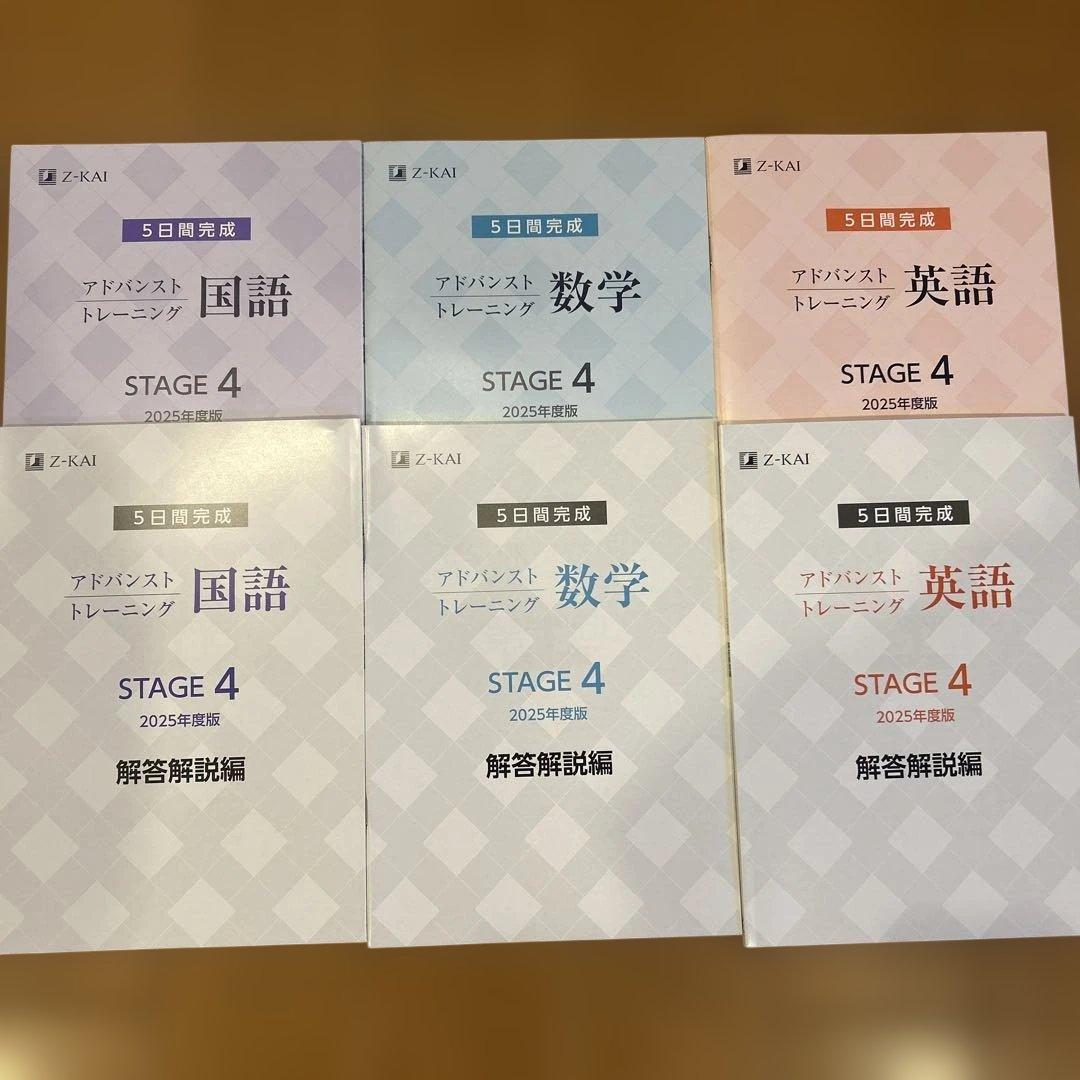 Z-KAI
5日間完成
アドバンスト
トレーニング
国語
STAGE 4
2025年度版
Z-KAI
5日間完成
アドバンスト
トレーニング
数学
STAGE 4
2025年度版
Z-KAI
5日間完成
アドバンスト
トレーニング
英語
STAGE 4
2025年度版
Z-KAI
5日間完成
アドバンスト
トレーニング
国語
STAGE 4
2025年度版
解答解説編
Z-KAI
5日間完成
アドバンスト
トレーニング
数学
STAGE 4
2025年度版
解答解説編
Z-KAI
5日間完成
アドバンスト
トレーニング
英語
STAGE 4
2025年度版
解答解説編